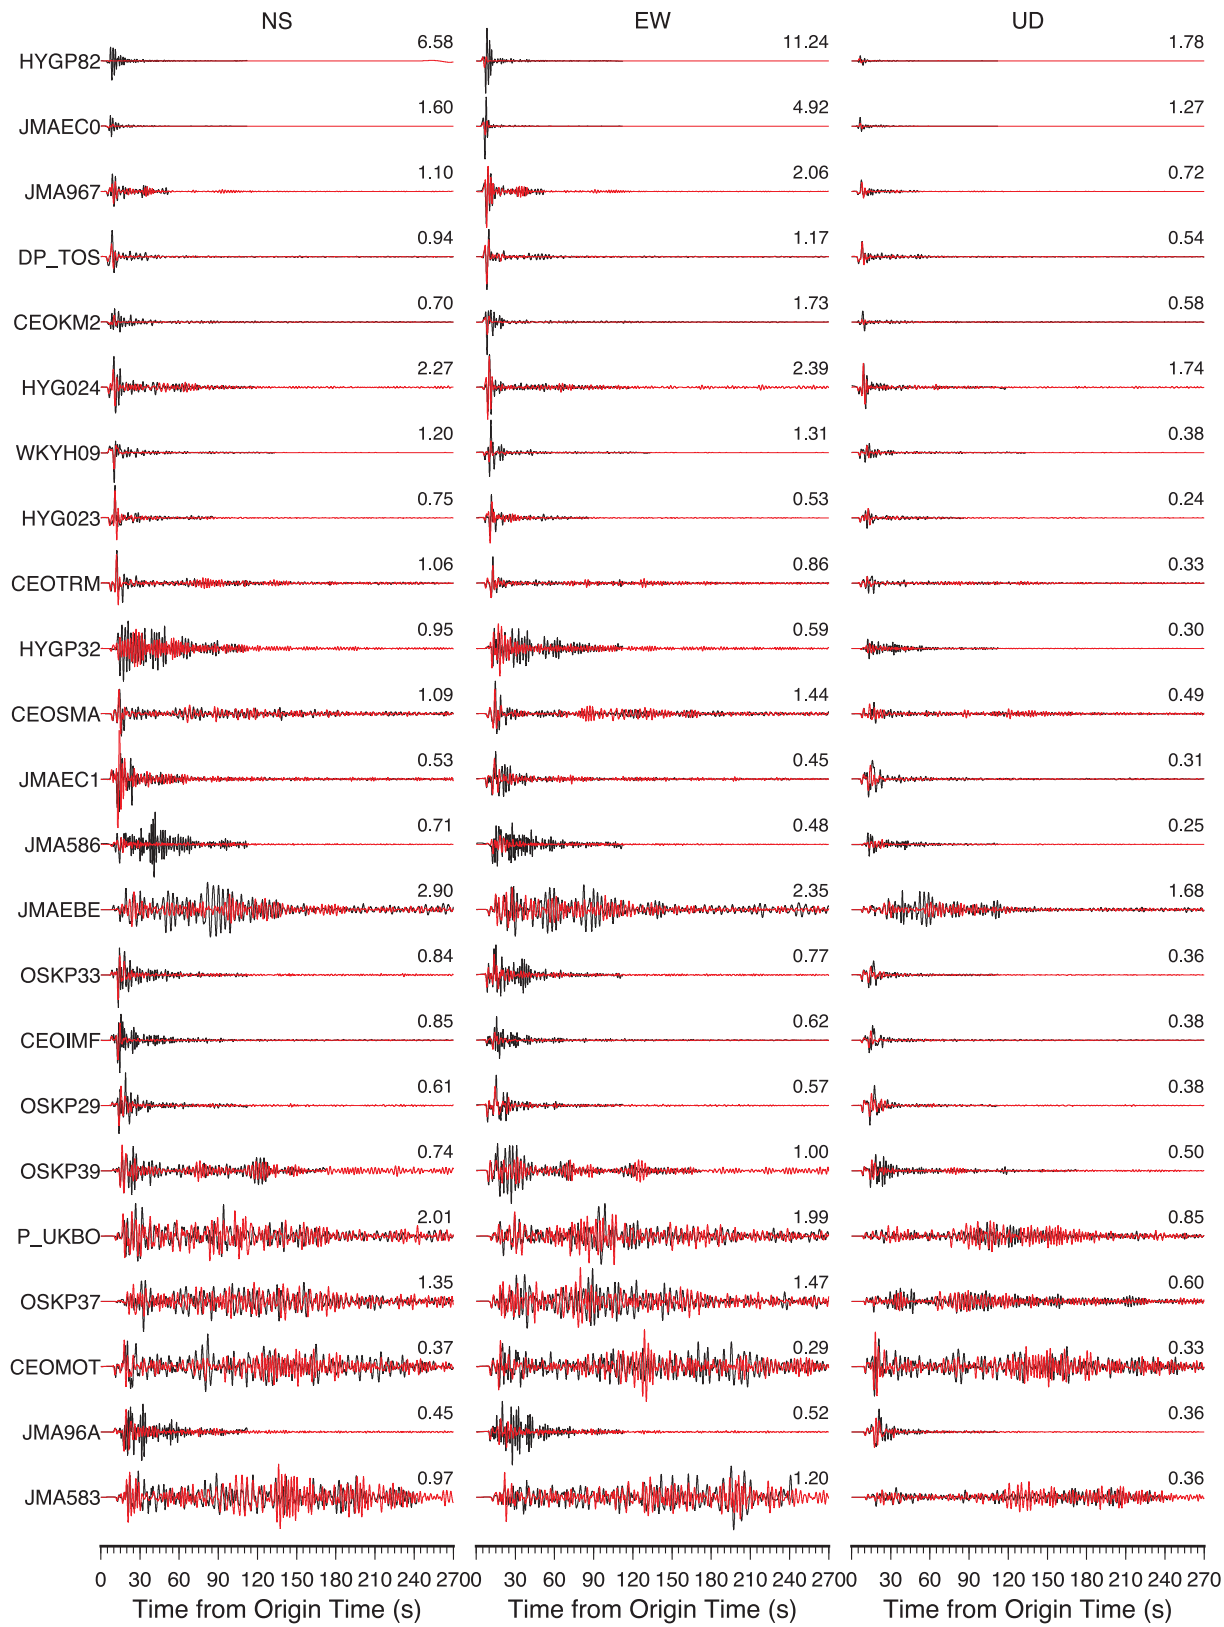 NS EW UD
HYGP82 6.58 11.24 1.78
JMAEC0 1.60 4.92 1.27
JMA967 1.10 2.06 0.72
DP_TOS 0.94 1.17 0.54
CEOKM2 0.70 1.73 0.58
HYG024 2.27 2.39 1.74
WKYH09 1.20 1.31 0.38
HYG023 0.75 0.53 0.24
CEOTRM 1.06 0.86 0.33
HYGP32 0.95 0.59 0.30
CEOSMA 1.09 1.44 0.49
JMAEC1 0.53 0.45 0.31
JMA586 0.71 0.48 0.25
JMAEBE 2.90 2.35 1.68
OSKP33 0.84 0.77 0.36
CEOIMF 0.85 0.62 0.38
OSKP29 0.61 0.57 0.38
OSKP39 0.74 1.00 0.50
P_UKBO 2.01 1.99 0.85
OSKP37 1.35 1.47 0.60
CEOMOT 0.37 0.29 0.33
JMA96A 0.45 0.52 0.36
JMA583 0.97 1.20 0.36
0 30 60 90 120 150 180 210 240 270 0 30 60 90 120 150 180 210 240 270 0 30 60 90 120 150 180 210 240 270
Time from Origin Time (s) Time from Origin Time (s) Time from Origin Time (s)